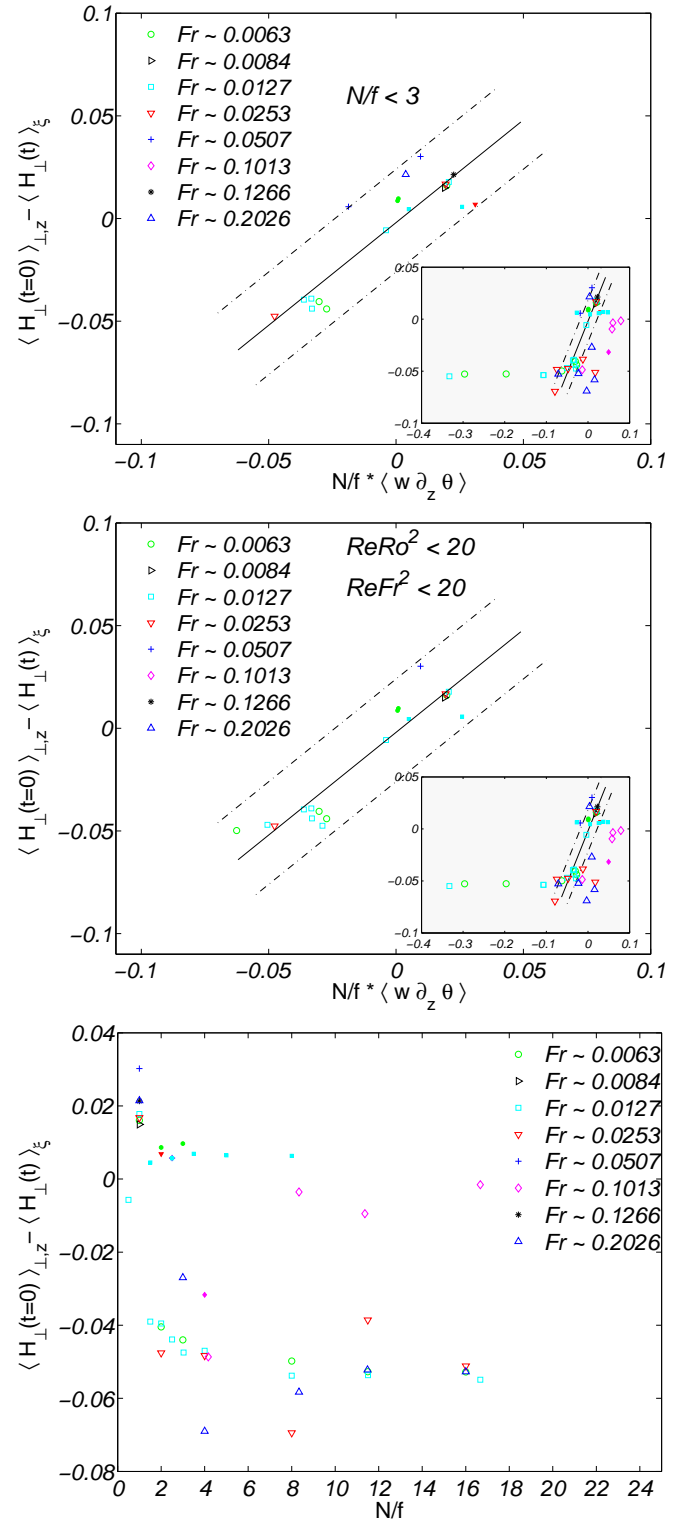 0.1
0.05
0
−0.05
−0.1
−0.1
−0.05
0
0.05
0.1
⟨ H⊥(t=0) ⟩⊥,z − ⟨ H⊥(t) ⟩ξ
N/f * ⟨ w ∂z θ ⟩
Fr ~ 0.0063
Fr ~ 0.0084
Fr ~ 0.0127
Fr ~ 0.0253
Fr ~ 0.0507
Fr ~ 0.1013
Fr ~ 0.1266
Fr ~ 0.2026
N/f < 3
0.05
0
−0.05
−0.1
−0.4
−0.3
−0.2
−0.1
0
0.1
0.1
0.05
0
−0.05
−0.1
−0.1
−0.05
0
0.05
0.1
⟨ H⊥(t=0) ⟩⊥,z − ⟨ H⊥(t) ⟩ξ
N/f * ⟨ w ∂z θ ⟩
Fr ~ 0.0063
Fr ~ 0.0084
Fr ~ 0.0127
Fr ~ 0.0253
Fr ~ 0.0507
Fr ~ 0.1013
Fr ~ 0.1266
Fr ~ 0.2026
ReRo² < 20
ReFr² < 20
0.05
0
−0.05
−0.1
−0.4
−0.3
−0.2
−0.1
0
0.1
0.04
0.02
0
−0.02
−0.04
−0.06
−0.08
0
2
4
6
8
10
12
14
16
18
20
22
24
⟨ H⊥(t=0) ⟩⊥,z − ⟨ H⊥(t) ⟩ξ
N/f
Fr ~ 0.0063
Fr ~ 0.0084
Fr ~ 0.0127
Fr ~ 0.0253
Fr ~ 0.0507
Fr ~ 0.1013
Fr ~ 0.1266
Fr ~ 0.2026